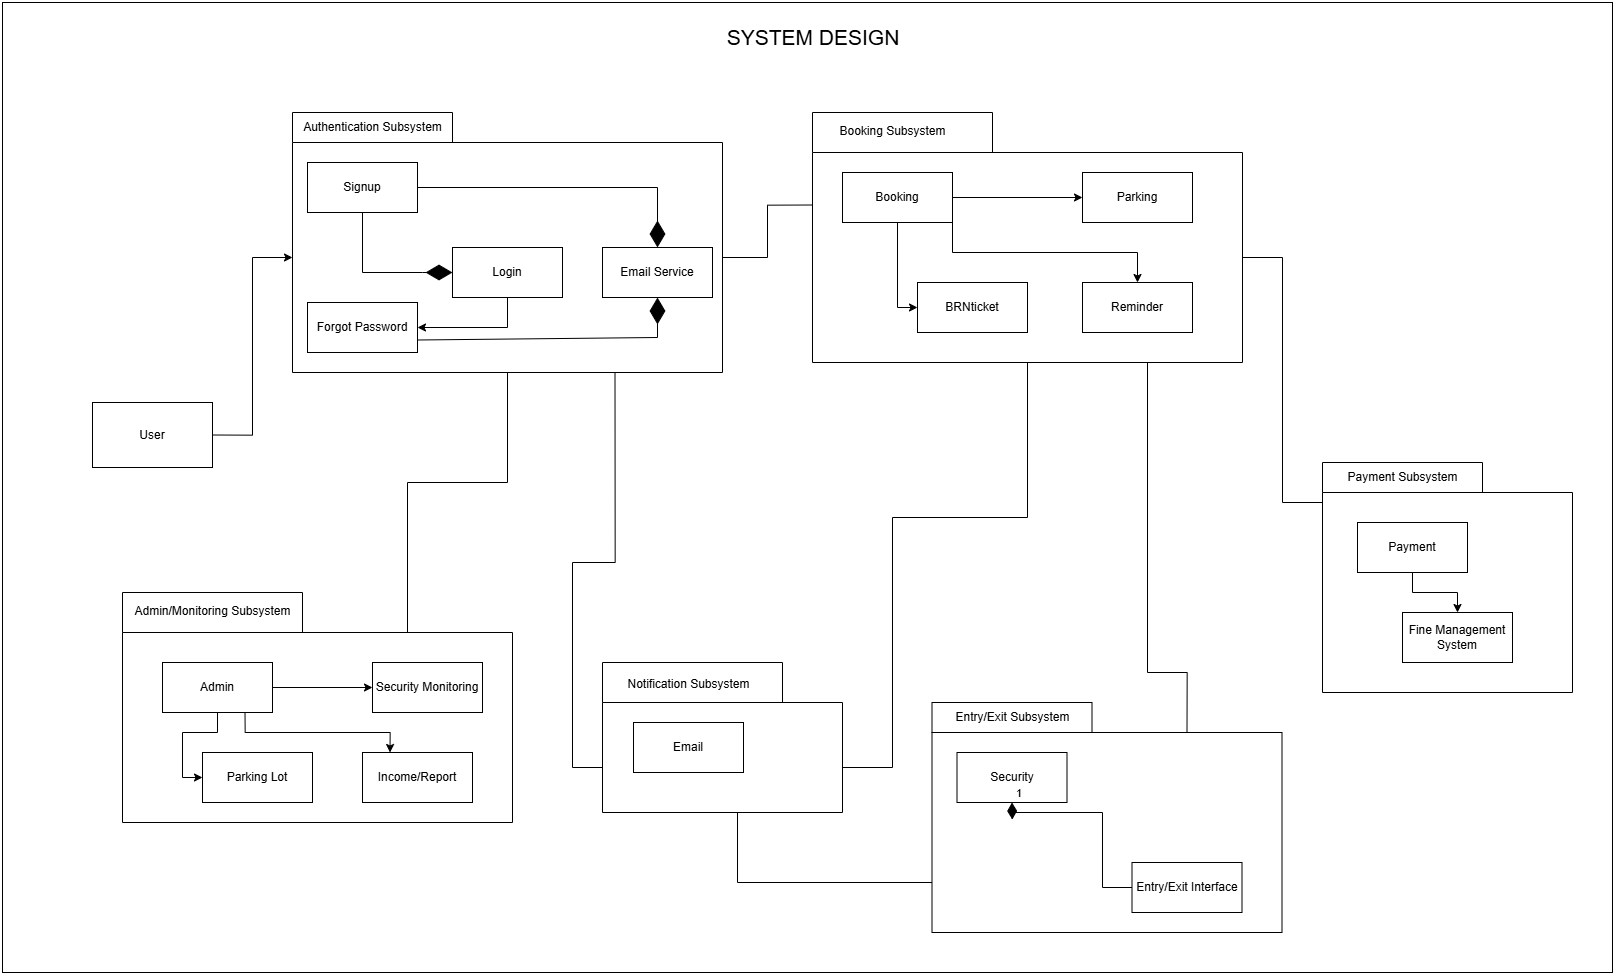 SYSTEM DESIGN
Authentication Subsystem
Signup
Login
Email Service
Forgot Password
Booking Subsystem
Booking
Parking
BRNticket
Reminder
User
Payment Subsystem
Payment
Fine Management
System
Admin/Monitoring Subsystem
Admin
Security Monitoring
Parking Lot
Income/Report
Notification Subsystem
Email
Entry/Exit Subsystem
Security
1
Entry/Exit Interface